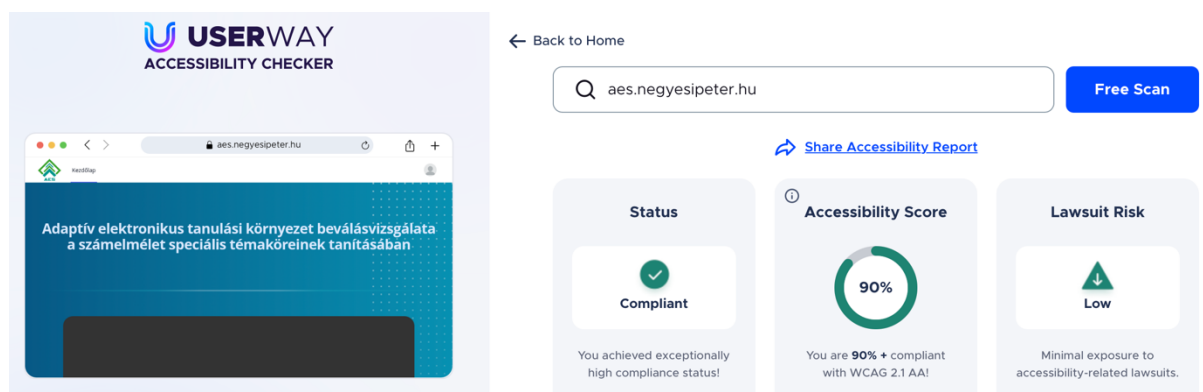 USERWAY
ACCESSIBILITY CHECKER
aes.negyesipeter.hu
AES
Kezdőlap
Adaptív elektronikus tanulási környezet beválásvizsgálata
a számelmélet speciális témaköreinek tanításában
Back to Home
aes.negyesipeter.hu
Free Scan
Share Accessibility Report
Status
Compliant
You achieved exceptionally
high compliance status!
Accessibility Score
90%
You are 90% + compliant
with WCAG 2.1 AA!
Lawsuit Risk
Low
Minimal exposure to
accessibility-related lawsuits.